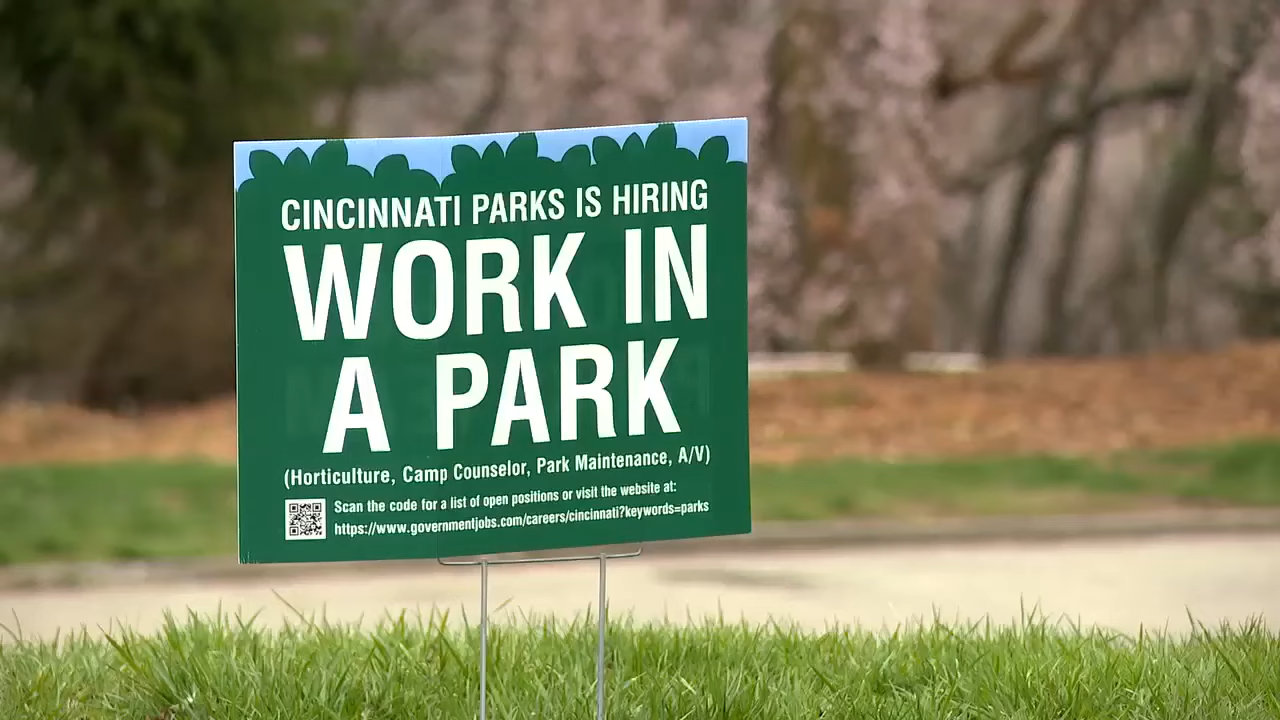 CINCINNATI PARKS IS HIRING
WORK IN
A PARK
(Horticulture, Camp Counselor, Park Maintenance, A/V)
Scan the code for a list of open positions or visit the website at:
https://www.governmentjobs.com/careers/cincinnati?keywords=parks